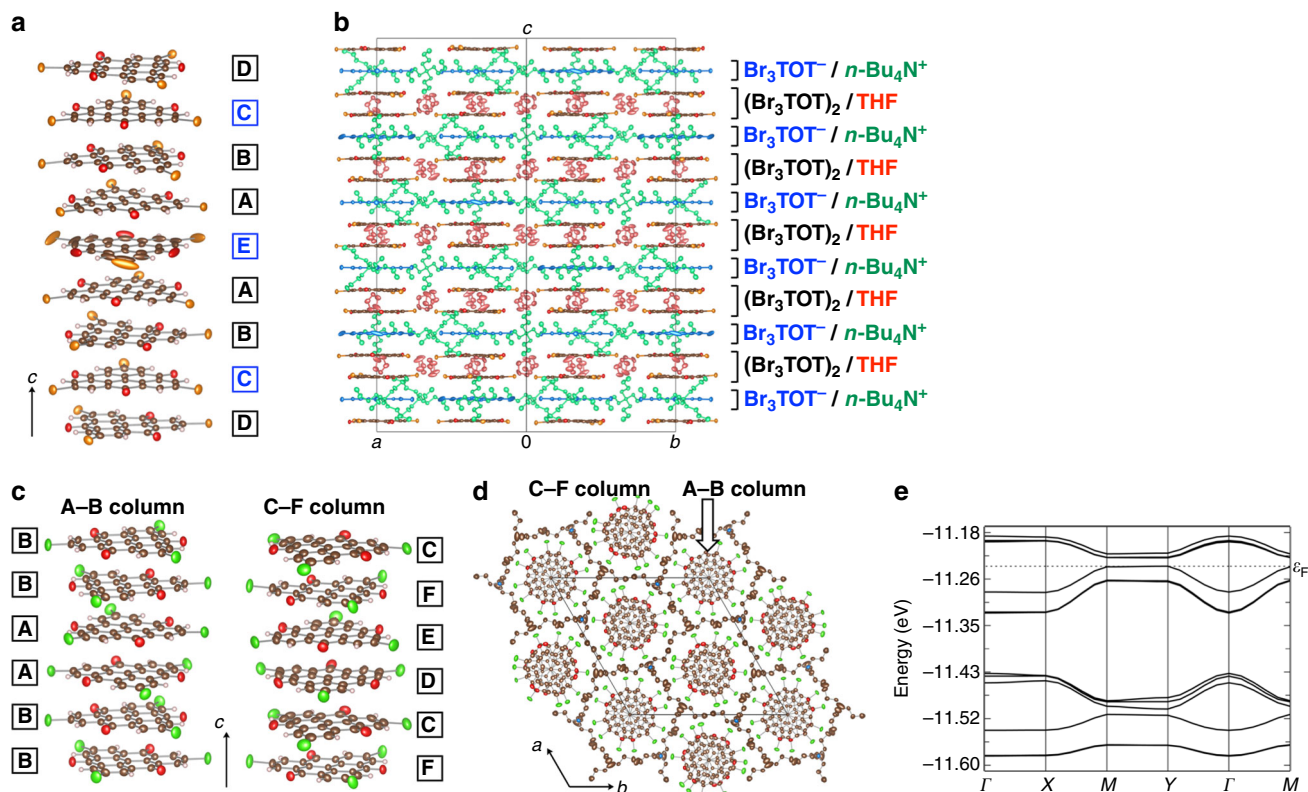 a
D
C
B
A
E
A
B
C
D
c
b
c
Br₃TOT⁻ / n-Bu₄N⁺
(Br₃TOT)₂ / THF
Br₃TOT⁻ / n-Bu₄N⁺
(Br₃TOT)₂ / THF
Br₃TOT⁻ / n-Bu₄N⁺
(Br₃TOT)₂ / THF
Br₃TOT⁻ / n-Bu₄N⁺
(Br₃TOT)₂ / THF
Br₃TOT⁻ / n-Bu₄N⁺
(Br₃TOT)₂ / THF
Br₃TOT⁻ / n-Bu₄N⁺
a 0 b
c
A–B column
B
B
A
A
B
B
c
C–F column
C
F
E
D
C
F
d
C–F column A–B column
a
b
e
Energy (eV)
−11.18
−11.26
−11.35
−11.43
−11.52
−11.60
εF
Γ X M Y Γ M